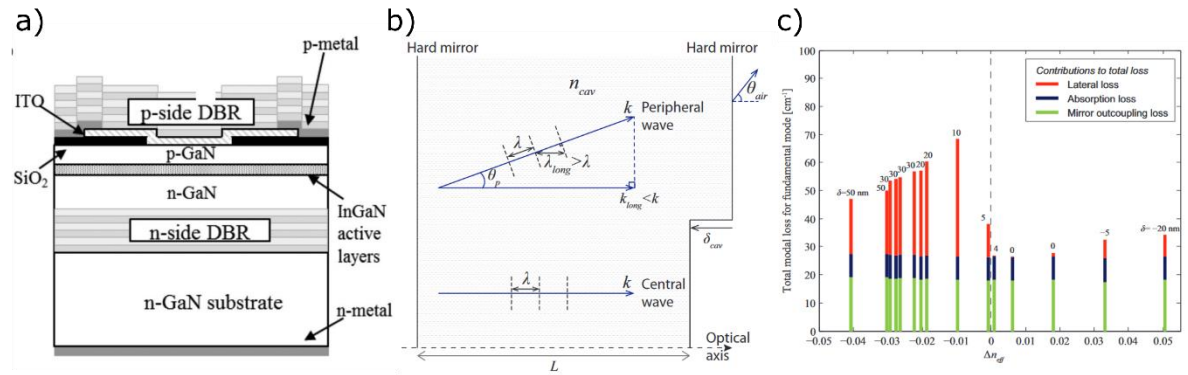 a)
p-metal
ITO
p-side DBR
p-GaN
SiO₂
n-GaN
InGaN
active
layers
n-side DBR
n-GaN substrate
n-metal
b)
Hard mirror
Hard mirror
n_cav
θ_air
k
Peripheral
wave
λ
λ_long>λ
θ_p
k_long<k
δ_cav
λ
k
Central
wave
Optical
axis
L
c)
Total modal loss for fundamental mode [cm⁻¹]
100
90
80
70
60
50
40
30
20
10
0
Contributions to total loss
Lateral loss
Absorption loss
Mirror outcoupling loss
δ=50 nm
50
30
30
30
30
20
20
10
5
4
0
0
−5
δ=−20 nm
−0.05
−0.04
−0.03
−0.02
−0.01
0
0.01
0.02
0.03
0.04
0.05
Δn_eff